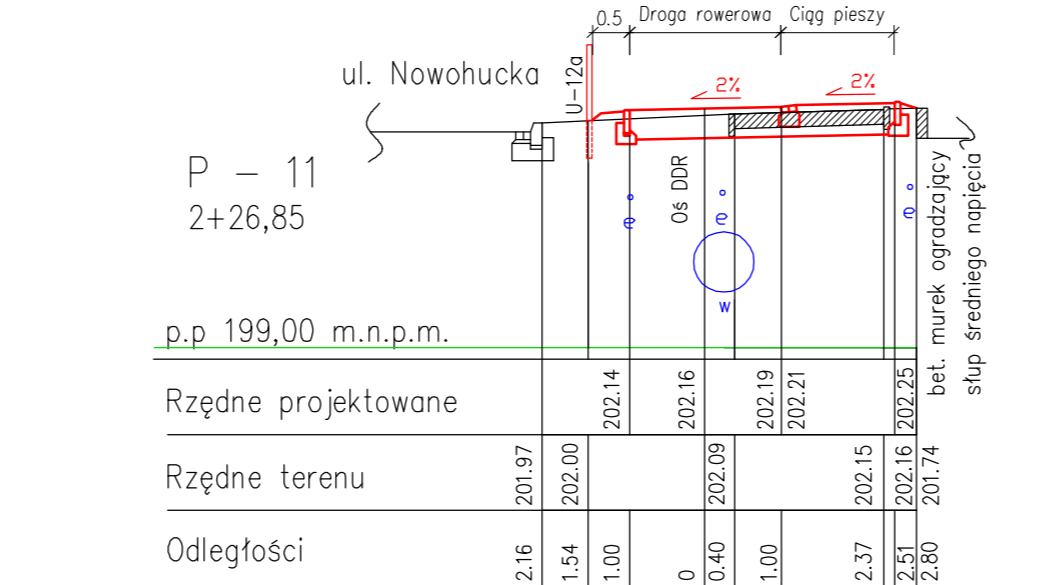 0.5 Droga rowerowa Ciąg pieszy
ul. Nowohucka
U-12a
2%
2%
P - 11
2+26,85
e
Oś DDR
e
e
w
bet. murek ogradzający
słup średniego napięcia
p.p 199,00 m.n.p.m.
Rzędne projektowane 202.14 202.16 202.19 202.21 202.25
Rzędne terenu 201.97 202.00 202.09 202.15 202.16 201.74
Odległości 2.16 1.54 1.00 0 0.40 1.00 2.37 2.51 2.80